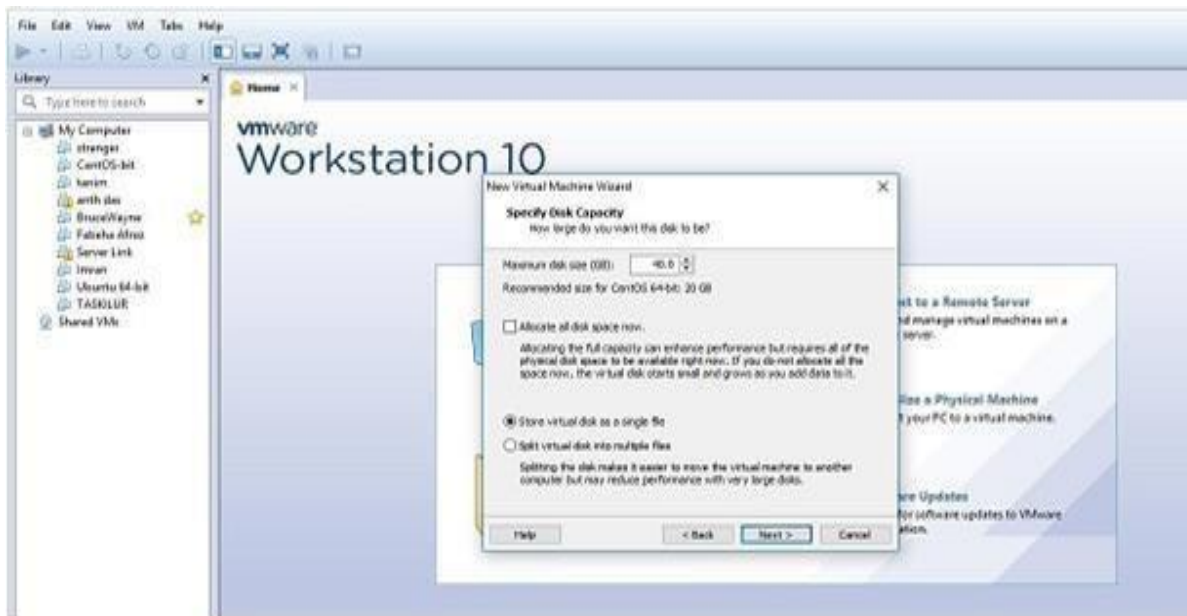 File Edit View VM Tabs Help
Library
Type here to search
My Computer
stranger
CentOS-bit
tanim
anth das
BruceWayne
Fabiha Afroz
Server Link
Imran
Ubuntu 64-bit
Shared VMs
Home
vmware
Workstation 10
New Virtual Machine Wizard
Specify Disk Capacity
How large do you want this disk to be?
Maximum disk size (GB): 40.0
Recommended size for CentOS 64-bit: 20 GB
Allocate all disk space now.
Allocating the full capacity can enhance performance but requires all of the
physical disk space to be available right now. If you do not allocate all the
space now, the virtual disk starts small and grows as you add data to it.
Store virtual disk as a single file
Split virtual disk into multiple files
Splitting the disk makes it easier to move the virtual machine to another
computer but may reduce performance with very large disks.
Help < Back Next > Cancel
to a Remote Server
manage virtual machines on a
server.
a Physical Machine
your PC to a virtual machine.
Updates
for software updates to VMware